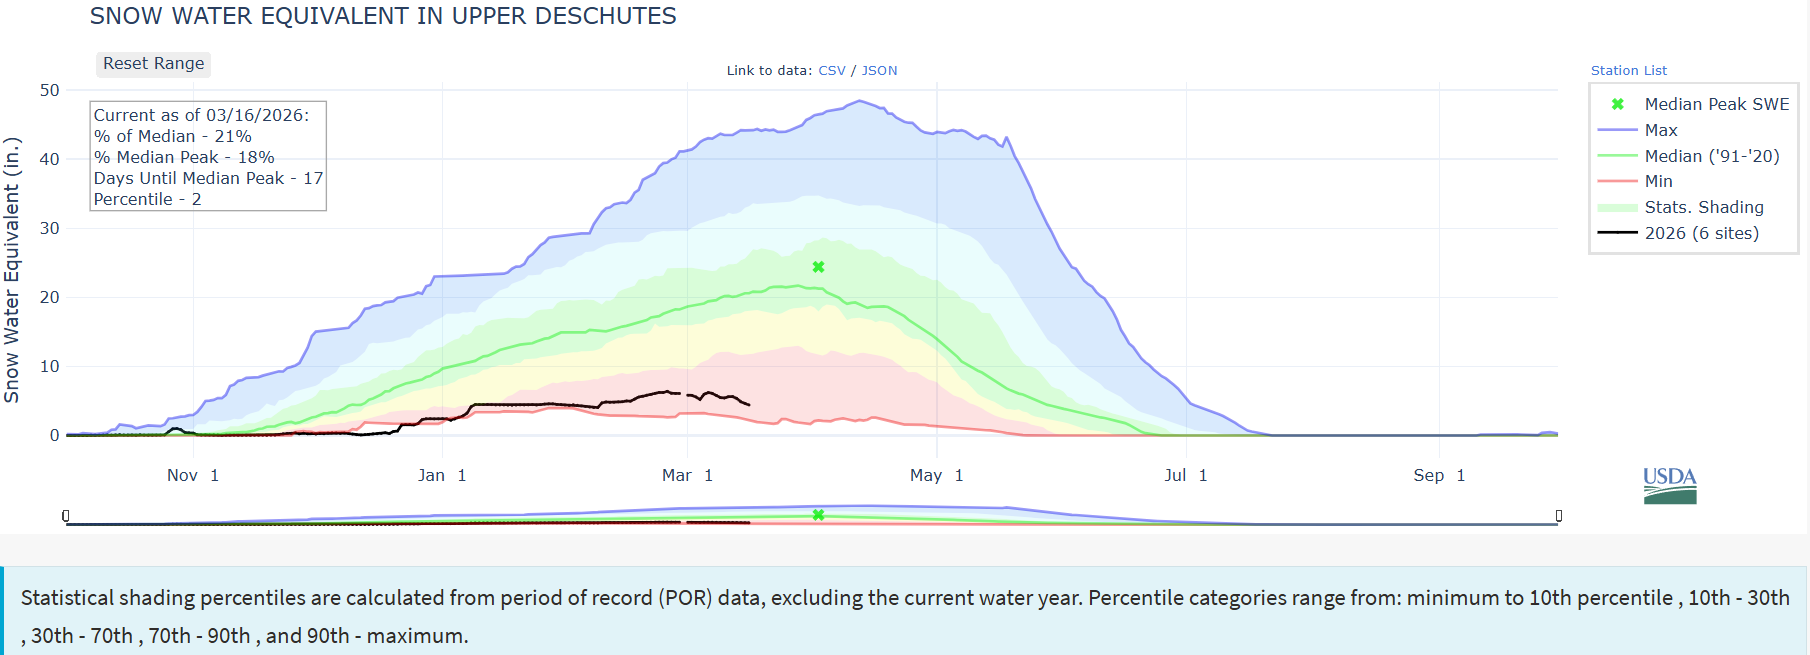 SNOW WATER EQUIVALENT IN UPPER DESCHUTES
Reset Range
Link to data: CSV / JSON
Station List
Current as of 03/16/2026:
% of Median - 21%
% Median Peak - 18%
Days Until Median Peak - 17
Percentile - 2
Snow Water Equivalent (in.)
50
40
30
20
10
0
Nov 1
Jan 1
Mar 1
May 1
Jul 1
Sep 1
Median Peak SWE
Max
Median ('91-'20)
Min
Stats. Shading
2026 (6 sites)
USDA
Statistical shading percentiles are calculated from period of record (POR) data, excluding the current water year. Percentile categories range from: minimum to 10th percentile , 10th - 30th
, 30th - 70th , 70th - 90th , and 90th - maximum.